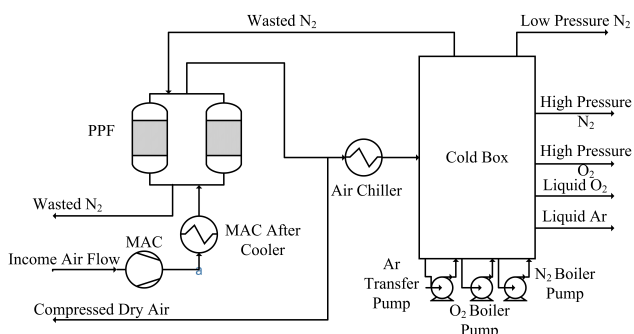 Wasted N2
Low Pressure N2
PPF
High Pressure
N2
Cold Box
High Pressure
O2
Air Chiller
Liquid O2
Wasted N2
Liquid Ar
MAC After
Cooler
MAC
Income Air Flow
a
Ar
Transfer
Pump
N2 Boiler
Pump
O2 Boiler
Pump
Compressed Dry Air